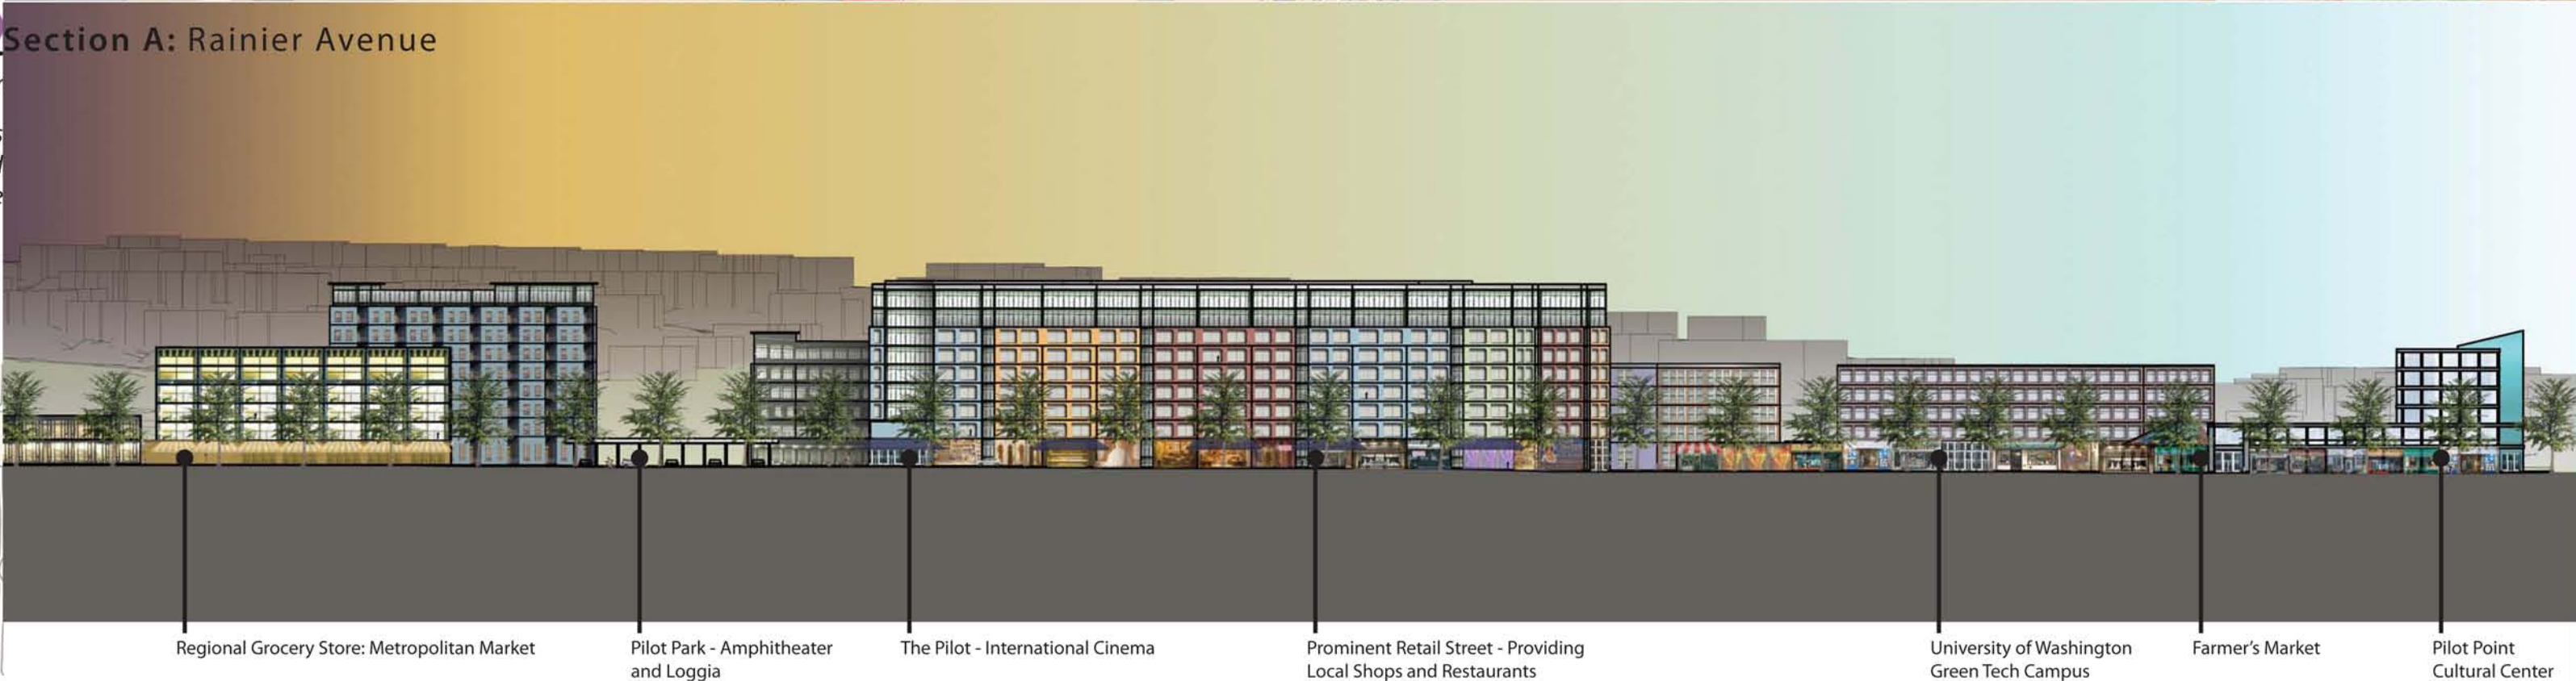 Section A: Rainier Avenue
Regional Grocery Store: Metropolitan Market
Pilot Park - Amphitheater
and Loggia
The Pilot - International Cinema
Prominent Retail Street - Providing
Local Shops and Restaurants
University of Washington
Green Tech Campus
Farmer's Market
Pilot Point
Cultural Center